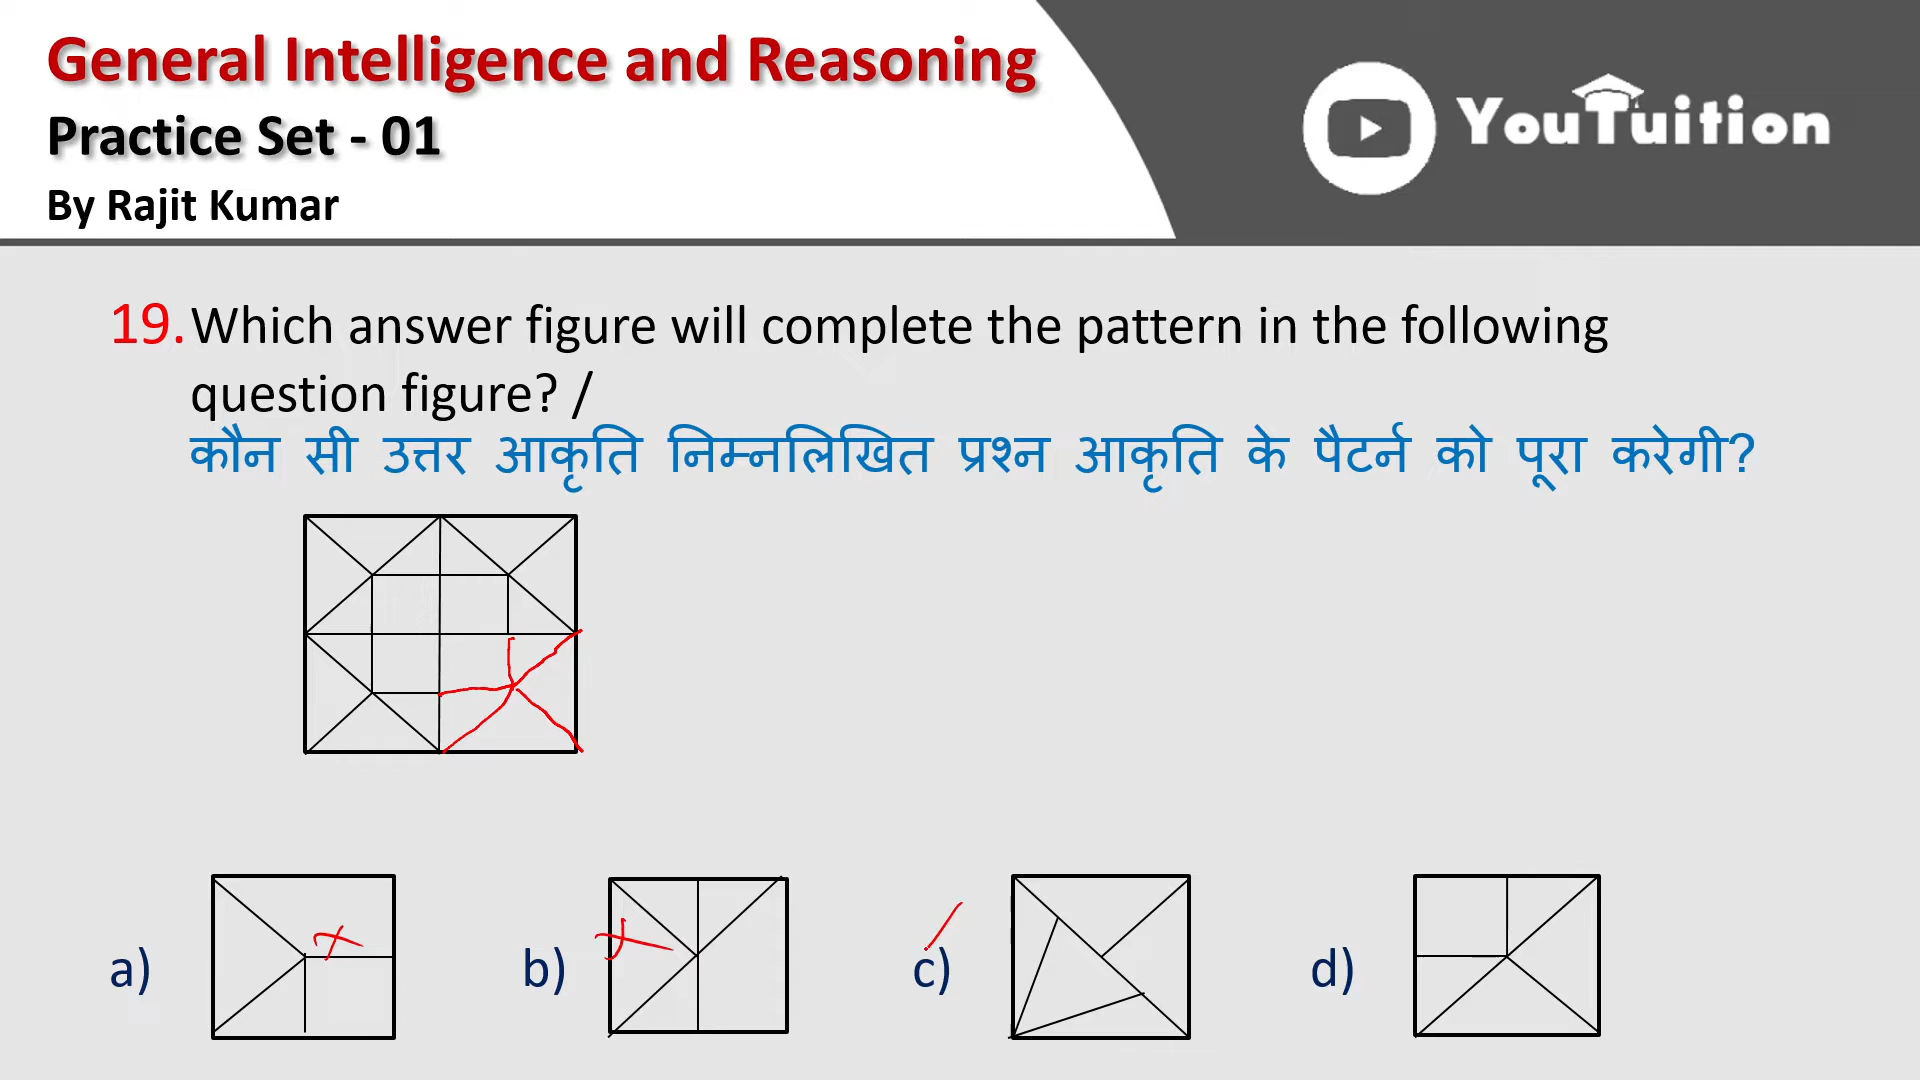 General Intelligence and Reasoning
Practice Set - 01
By Rajit Kumar
YouTuition
19. Which answer figure will complete the pattern in the following
question figure? /
कौन सी उत्तर आकृति निम्नलिखित प्रश्न आकृति के पैटर्न को पूरा करेगी?
a)
b)
c)
d)